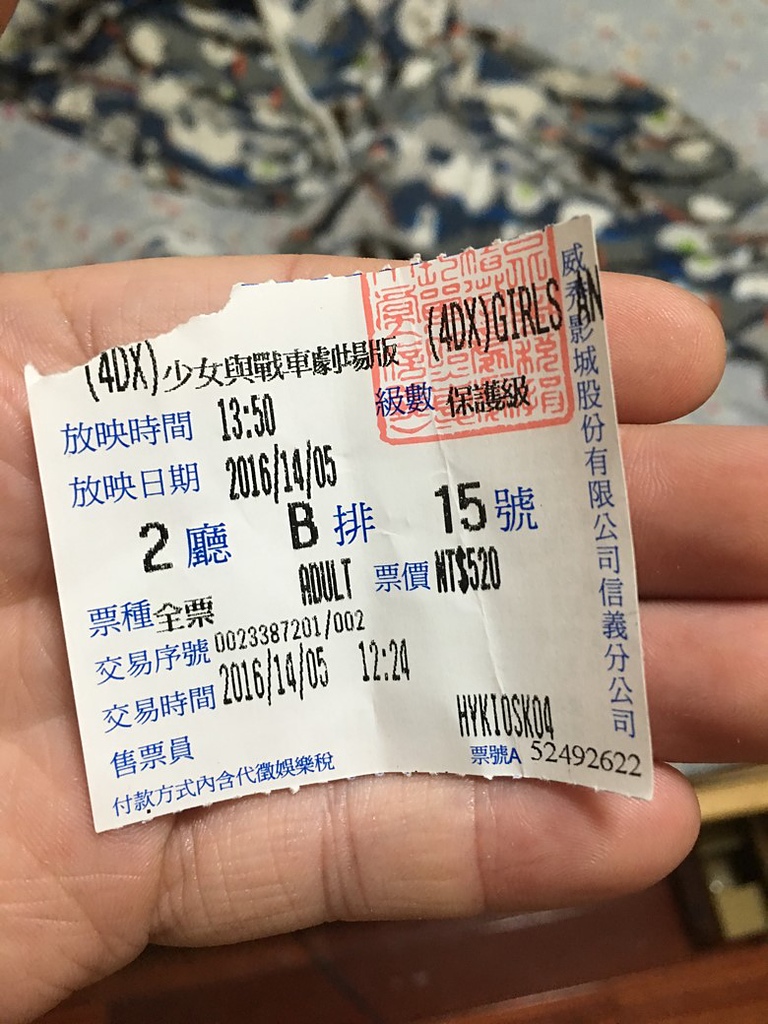 (4DX)少女與戰車劇場版 (4DX)GIRLS AN
放映時間 13:50 級數 保護級
放映日期 2016/14/05
2 廳 B 排 15 號
票種 全票 ADULT 票價 NT$520
交易序號 0023387201/002
交易時間 2016/14/05 12:24
售票員 HYKIOSK04
付款方式內含代徵娛樂稅 票號A 52492622
威秀影城股份有限公司信義分公司